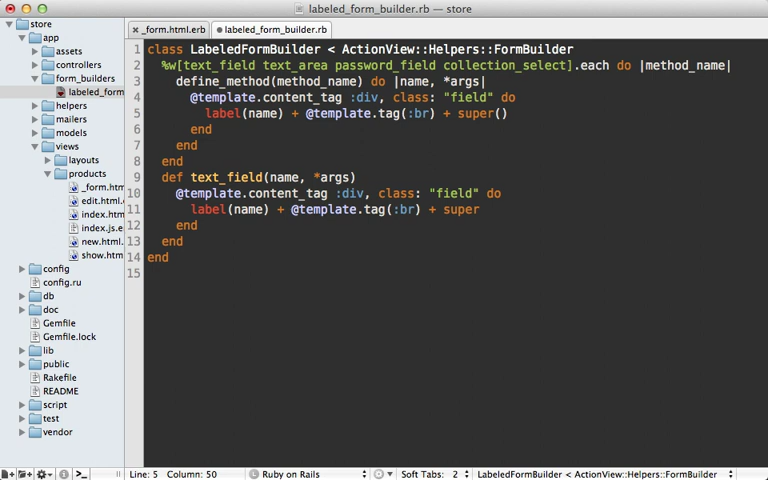 labeled_form_builder.rb — store
store
app
assets
controllers
form_builders
labeled_form
helpers
mailers
models
views
layouts
products
_form.htm
edit.html.
index.htm
index.js.e
new.html.
show.htm
config
config.ru
db
doc
Gemfile
Gemfile.lock
lib
public
Rakefile
README
script
test
vendor
_form.html.erb
labeled_form_builder.rb
1 class LabeledFormBuilder < ActionView::Helpers::FormBuilder
2 %w[text_field text_area password_field collection_select].each do |method_name|
3 define_method(method_name) do |name, *args|
4 @template.content_tag :div, class: "field" do
5 label(name) + @template.tag(:br) + super()
6 end
7 end
8 end
9 def text_field(name, *args)
10 @template.content_tag :div, class: "field" do
11 label(name) + @template.tag(:br) + super
12 end
13 end
14 end
15
Line: 5 Column: 50
Ruby on Rails
Soft Tabs: 2
LabeledFormBuilder < ActionView::Helpers::FormBuilder